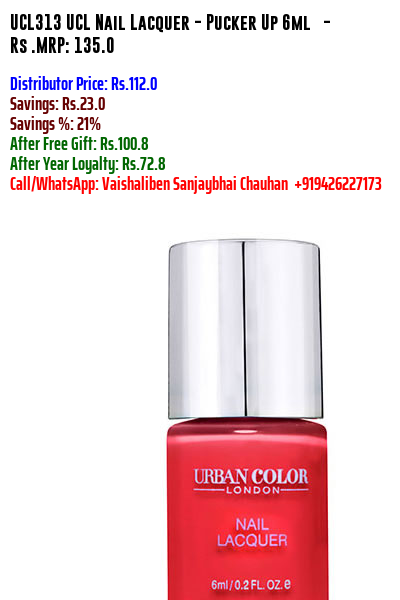 UCL313 UCL Nail Lacquer - Pucker Up 6ml -
Rs .MRP: 135.0
Distributor Price: Rs.112.0
Savings: Rs.23.0
Savings %: 21%
After Free Gift: Rs.100.8
After Year Loyalty: Rs.72.8
Call/WhatsApp: Vaishaliben Sanjaybhai Chauhan +919426227173
URBAN COLOR
LONDON
NAIL
LACQUER
6ml/0.2 FL. OZ. e